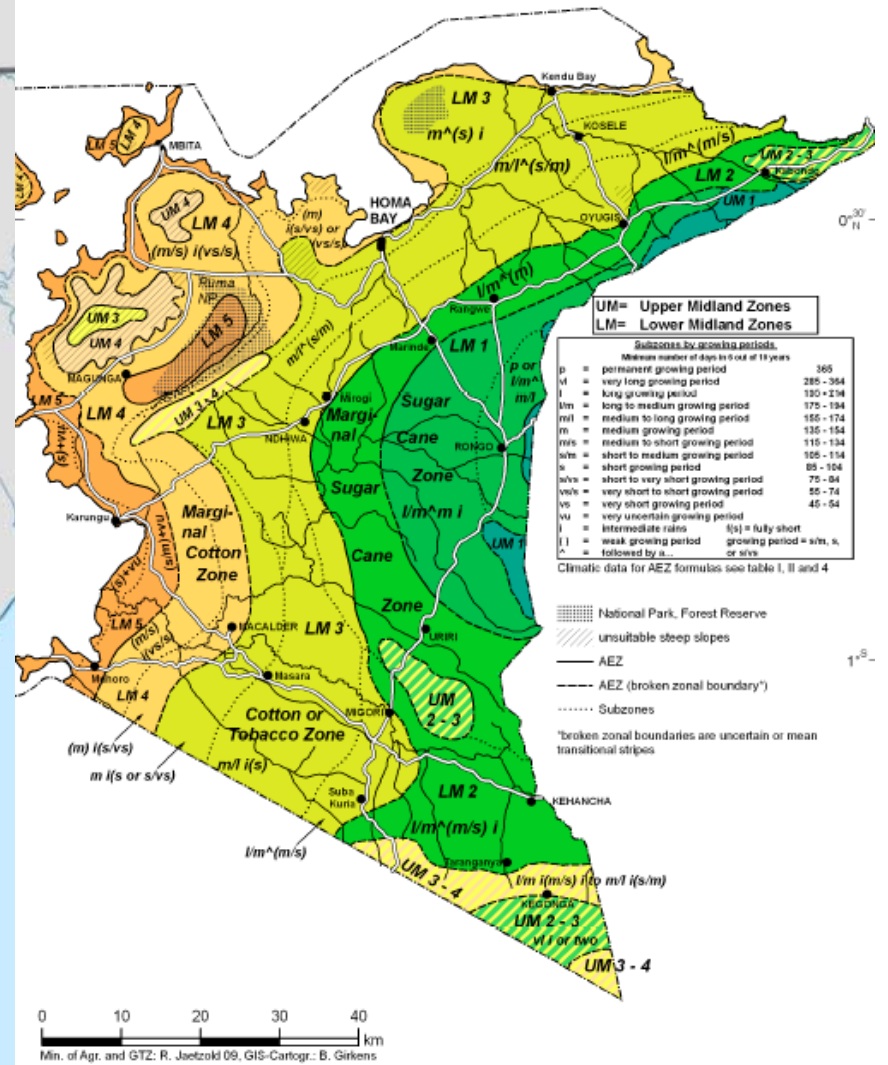 Kendu Bay
LM 3
m^(s) i
KOSELE
LM 4
LM 5
MBITA
LM 4
m/l^(s/m)
l/m^(m/s)
UM 2 - 3
Kabondo
LM 2
UM 1
UM 4
LM 4
(m/s) i(vs/s)
HOMA
BAY
(m)
i(s/vs) or
i(vs/s)
OYUGIS
0°30'
N
Ruma
NP
l/m^(m)
Rangwe
UM 3
UM 4
LM 5
m/l^(s/m)
Marinde
LM 1
MAGUNGA
UM 3 - 4
LM 5
LM 4
LM 3
Mirogi
NDHIWA
Margi-
nal
Sugar
Cane
Zone
Sugar
Cane
Zone
l/m^m i
p or
l/m^
m/l
RONGO
UM 1
(s)+vu
Karungu
Margi-
nal
Cotton
Zone
(s/m)+vu
(s)+vu
LM 5
(m/s)
i(vs/s)
MACALDER
LM 3
URIRI
Muhoro
LM 4
Masara
UM
2 - 3
MIGORI
Cotton or
Tobacco Zone
(m) i(s/vs)
m i(s or s/vs)
m/l i(s)
Suba
Kuria
LM 2
l/m^(m/s) i
KEHANCHA
l/m^(m/s)
Taranganya
UM 3 - 4
l/m i(m/s) i to m/l i(s/m)
KEGONGA
UM 2 - 3
vl i or two
UM 3 - 4
1°S
UM= Upper Midland Zones
LM= Lower Midland Zones
Subzones by growing periods
Minimum number of days in 6 out of 10 years
p = permanent growing period 365
vl = very long growing period 285 - 364
l = long growing period 195 - 214
l/m = long to medium growing period 175 - 194
m/l = medium to long growing period 155 - 174
m = medium growing period 135 - 154
m/s = medium to short growing period 115 - 134
s/m = short to medium growing period 105 - 114
s = short growing period 85 - 104
s/vs = short to very short growing period 75 - 84
vs/s = very short to short growing period 55 - 74
vs = very short growing period 45 - 54
vu = very uncertain growing period
i = intermediate rains f(s) = fully short
( ) = weak growing period growing period = s/m, s,
^ = followed by a... or s/vs
Climatic data for AEZ formulas see table I, II and 4
National Park, Forest Reserve
unsuitable steep slopes
AEZ
AEZ (broken zonal boundary*)
Subzones
*broken zonal boundaries are uncertain or mean
transitional stripes
0 10 20 30 40
km
Min. of Agr. and GTZ: R. Jaetzold 09, GIS-Cartogr.: B. Girkens